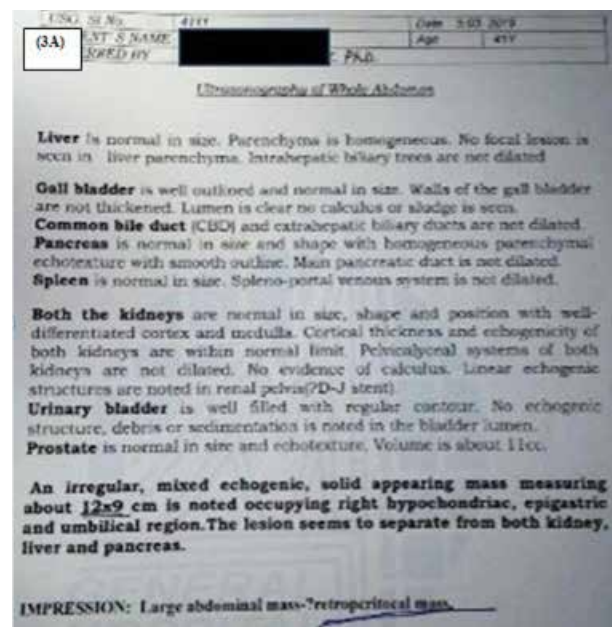 USG. Sl No. 4111 Date 5.03.2019
(3A) ENT S NAME Age 41Y
RRED BY Ph.D.
Ultrasonography of Whole Abdomen
Liver is normal in size. Parenchyma is homogeneous. No focal lesion is
seen in liver parenchyma. Intrahepatic biliary trees are not dilated
Gall bladder is well outlined and normal in size. Walls of the gall bladder
are not thickened. Lumen is clear no calculus or sludge is seen.
Common bile duct (CBD) and extrahepatic biliary ducts are not dilated.
Pancreas is normal in size and shape with homogeneous parenchymal
echotexture with smooth outline. Main pancreatic duct is not dilated.
Spleen is normal in size. Spleno-portal venous system is not dilated.
Both the kidneys are normal in size, shape and position with well-
differentiated cortex and medulla. Cortical thickness and echogenicity of
both kidneys are within normal limit. Pelvicalyceal systems of both
kidneys are not dilated. No evidence of calculus. Linear echogenic
structures are noted in renal pelvis(?D-J stent)
Urinary bladder is well filled with regular contour. No echogenic
structure, debris or sedimentation is noted in the bladder lumen.
Prostate is normal in size and echotexture. Volume is about 11cc.
An irregular, mixed echogenic, solid appearing mass measuring
about 12x9 cm is noted occupying right hypochondriac, epigastric
and umbilical region.The lesion seems to separate from both kidney,
liver and pancreas.
IMPRESSION: Large abdominal mass-?retropcritocal mass.